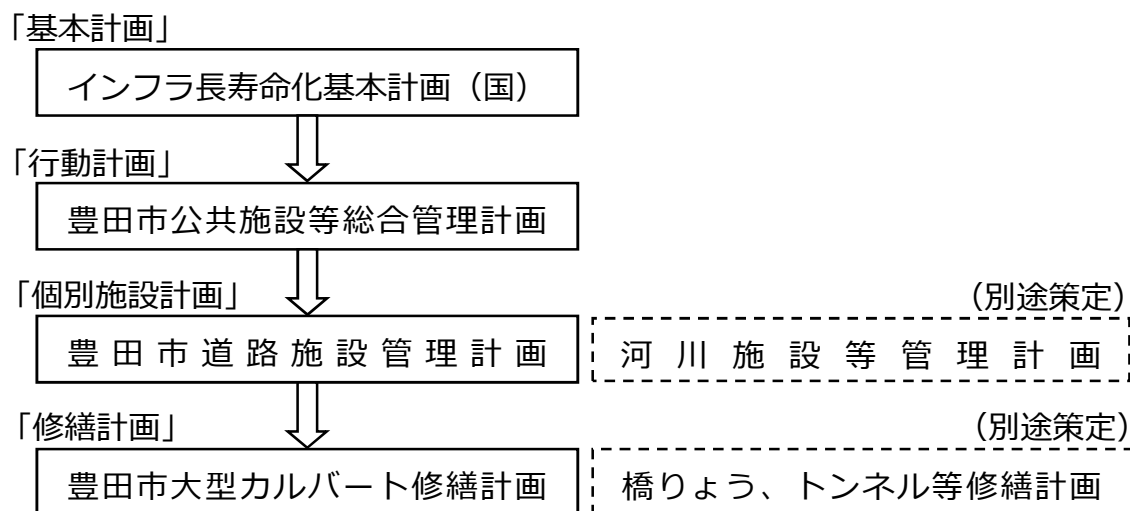 「基本計画」
インフラ長寿命化基本計画（国）
「行動計画」
豊田市公共施設等総合管理計画
「個別施設計画」 （別途策定）
豊田市道路施設管理計画 河川施設等管理計画
「修繕計画」 （別途策定）
豊田市大型カルバート修繕計画 橋りょう、トンネル等修繕計画